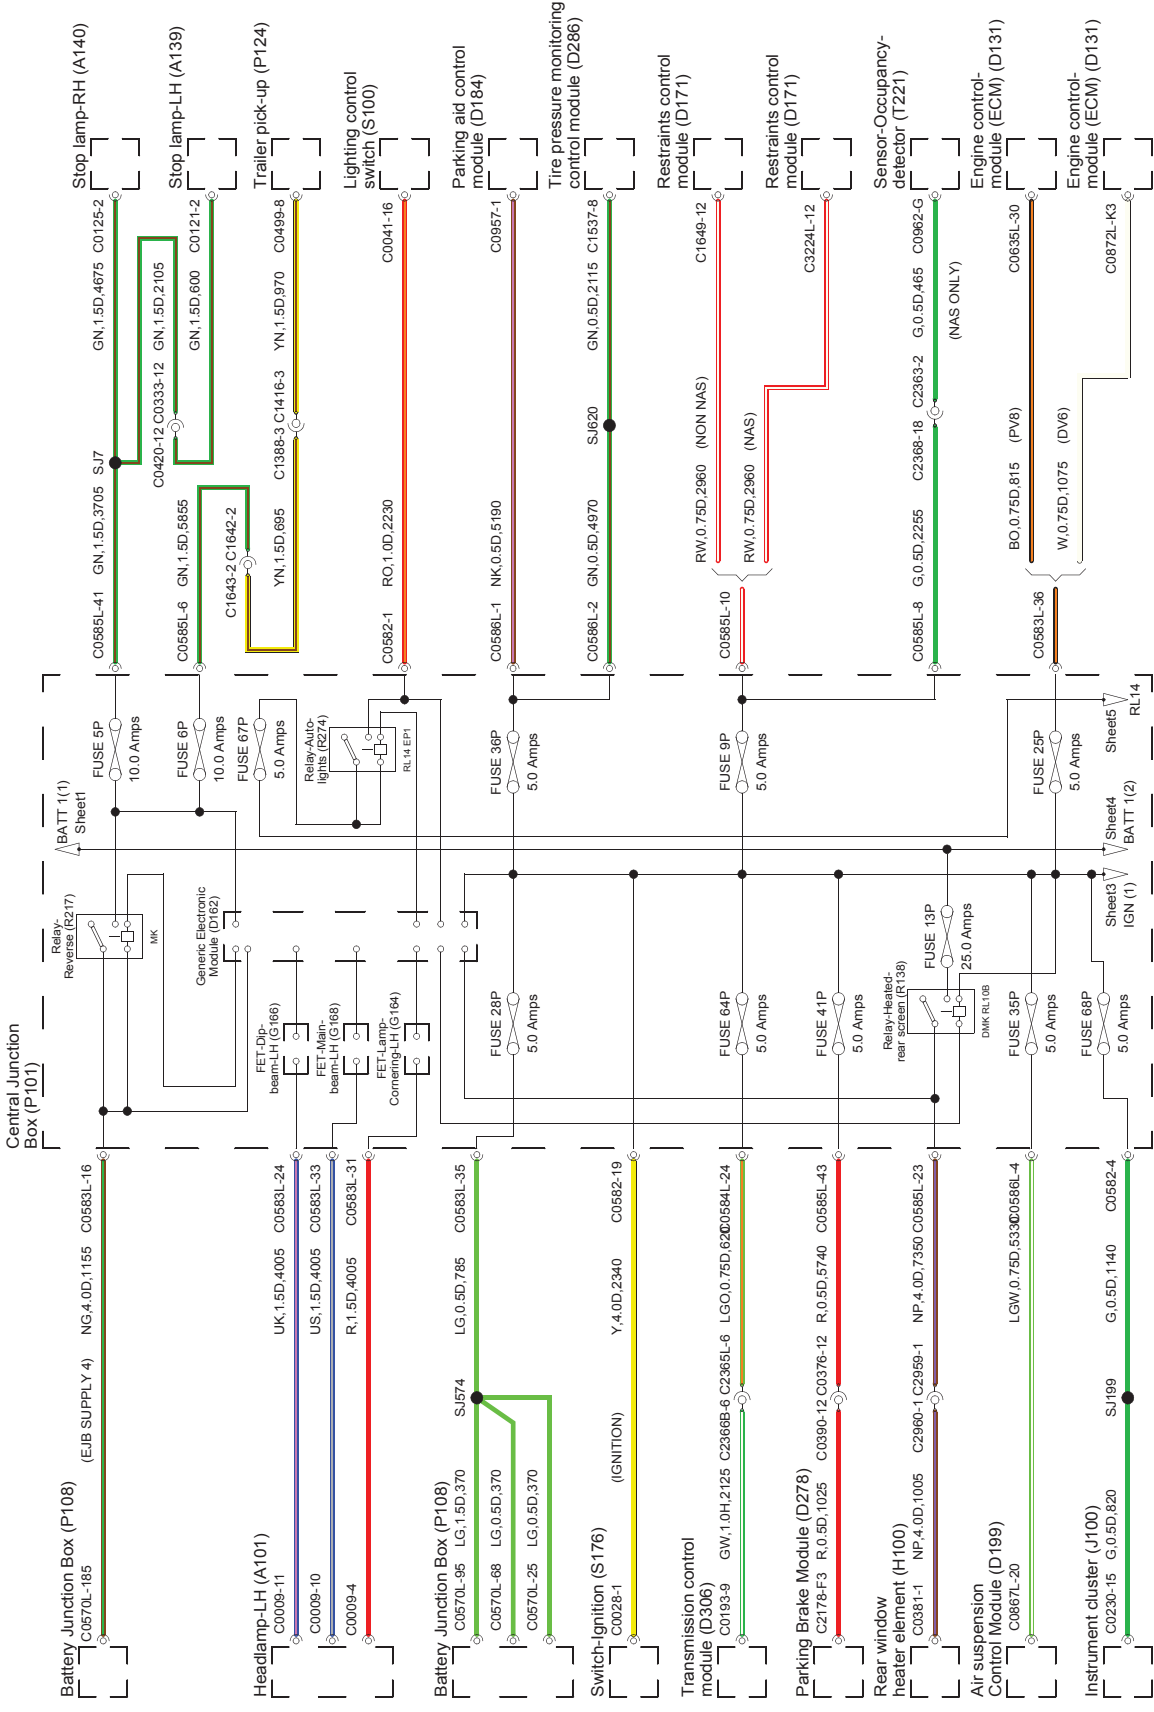 Stop lamp-RH (A140)
C0125-2
GN,1.5D,4675
SJ7
GN,1.5D,3705
C0585L-41
Stop lamp-LH (A139)
C0121-2
GN,1.5D,2105
GN,1.5D,600
C0420-12
C0333-12
GN,1.5D,5855
C0585L-6
Trailer pick-up (P124)
C0499-8
YN,1.5D,970
C1388-3
C1416-3
YN,1.5D,695
C1643-2
C1642-2
Lighting control
switch (S100)
C0041-16
RO,1.0D,2230
C0582-1
Parking aid control
module (D184)
C0957-1
NK,0.5D,5190
C0586L-1
Tire pressure monitoring
control module (D286)
C1537-8
GN,0.5D,2115
SJ620
GN,0.5D,4970
C0586L-2
Restraints control
module (D171)
C1649-12
RW,0.75D,2960
(NON NAS)
Restraints control
module (D171)
C3224L-12
RW,0.75D,2960
(NAS)
C0585L-10
Sensor-Occupancy-
detector (T221)
C0962-G
G,0.5D,465
(NAS ONLY)
C2368-18
C2363-2
G,0.5D,2255
C0585L-8
Engine control-
module (ECM) (D131)
C0635L-30
BO,0.75D,815
(PV8)
Engine control-
module (ECM) (D131)
C0872L-K3
W,0.75D,1075
(DV6)
C0583L-36
Central Junction
Box (P101)
FUSE 5P
10.0 Amps
FUSE 6P
10.0 Amps
FUSE 67P
5.0 Amps
Relay-Auto-
lights (R274)
RL14 EP1
FUSE 36P
5.0 Amps
FUSE 9P
5.0 Amps
FUSE 25P
5.0 Amps
Sheet5
RL14
BATT 1(1)
Sheet1
Sheet4
BATT 1(2)
Sheet3
IGN (1)
Relay-
Reverse (R217)
MK
Generic Electronic
Module (D162)
FET-Dip-
beam-LH (G166)
FET-Main-
beam-LH (G168)
FET-Lamp-
Cornering-LH (G164)
FUSE 28P
5.0 Amps
FUSE 64P
5.0 Amps
FUSE 41P
5.0 Amps
FUSE 13P
25.0 Amps
Relay-Heated-
rear screen (R138)
DMK RL10B
FUSE 35P
5.0 Amps
FUSE 68P
5.0 Amps
Battery Junction Box (P108)
C0570L-185
(EJB SUPPLY 4)
NG,4.0D,1155
C0583L-16
Headlamp-LH (A101)
C0009-11
UK,1.5D,4005
C0583L-24
C0009-10
US,1.5D,4005
C0583L-33
C0009-4
R,1.5D,4005
C0583L-31
Battery Junction Box (P108)
C0570L-95
LG,1.5D,370
SJ574
LG,0.5D,785
C0583L-35
C0570L-68
LG,0.5D,370
C0570L-25
LG,0.5D,370
Switch-Ignition (S176)
C0028-1
(IGNITION)
Y,4.0D,2340
C0582-19
Transmission control
module (D306)
C0193-9
GW,1.0H,2125
C2366B-6
C2365L-6
LGO,0.75D,620
C0584L-24
Parking Brake Module (D278)
C2178-F3
R,0.5D,1025
C0390-12
C0376-12
R,0.5D,5740
C0585L-43
Rear window
heater element (H100)
C0381-1
NP,4.0D,1005
C2960-1
C2959-1
NP,4.0D,7350
C0585L-23
Air suspension
Control Module (D199)
C0867L-20
LGW,0.75D,5330
C0586L-4
Instrument cluster (J100)
C0230-15
G,0.5D,820
SJ199
G,0.5D,1140
C0582-4